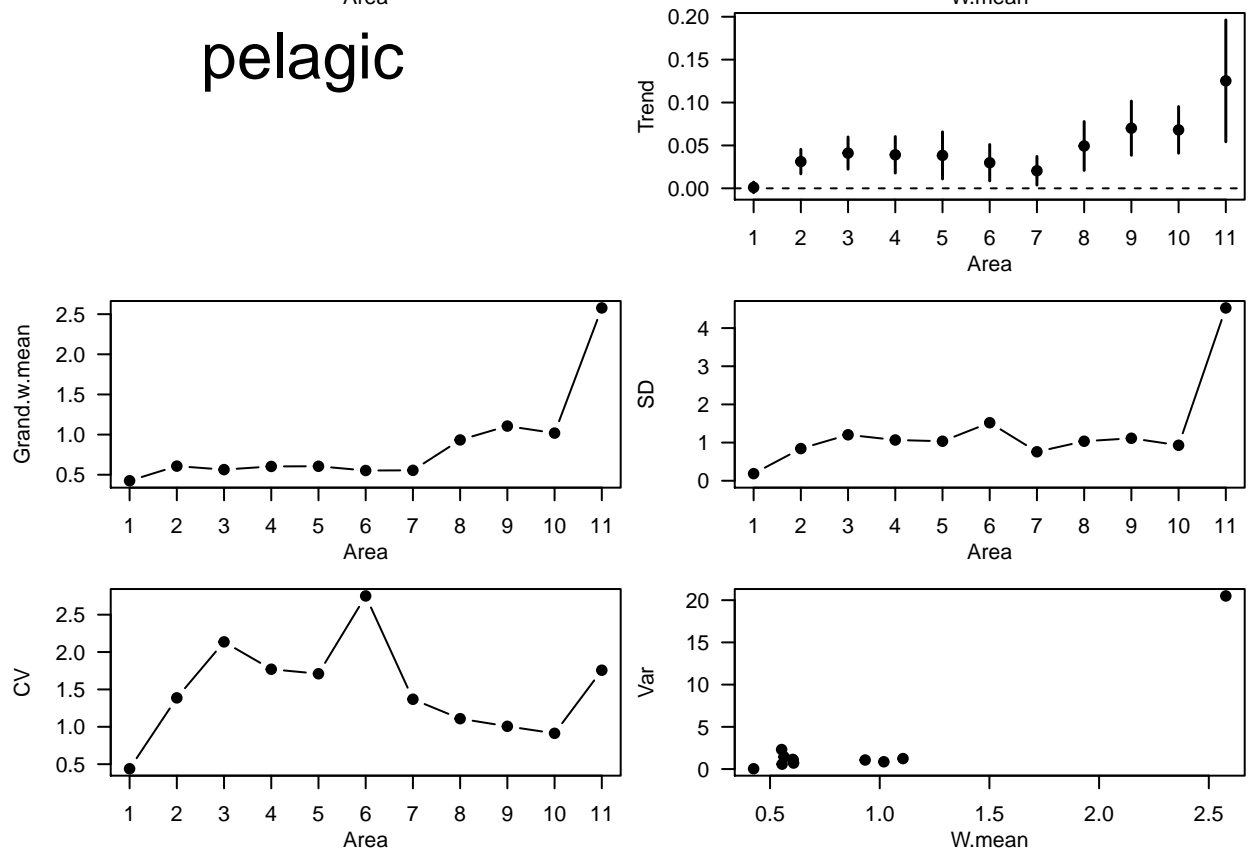 Area
W.mean
pelagic
0.20
0.15
0.10
0.05
0.00
Trend
1 2 3 4 5 6 7 8 9 10 11
Area
2.5
2.0
1.5
1.0
0.5
Grand.w.mean
1 2 3 4 5 6 7 8 9 10 11
Area
4
3
2
1
0
SD
1 2 3 4 5 6 7 8 9 10 11
Area
2.5
2.0
1.5
1.0
0.5
CV
1 2 3 4 5 6 7 8 9 10 11
Area
20
15
10
5
0
Var
0.5 1.0 1.5 2.0 2.5
W.mean